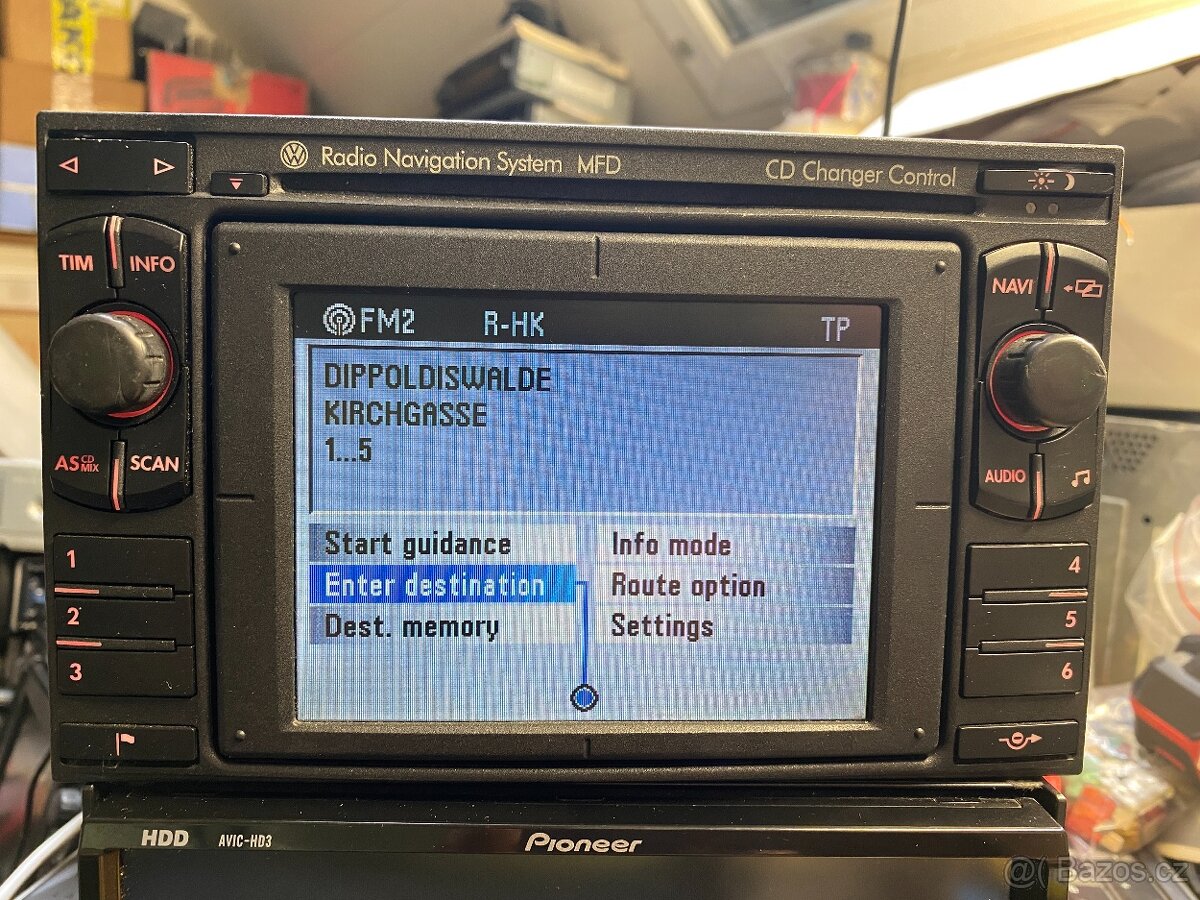 Radio Navigation System MFD
CD Changer Control
TIM
INFO
NAVI
FM2 R-HK TP
DIPPOLDISWALDE
KIRCHGASSE
1...5
AS CD MIX
SCAN
AUDIO
Start guidance
Info mode
Enter destination
Route option
Dest. memory
Settings
1
2
3
4
5
6
HDD AVIC-HD3 Pioneer
@( Bazos.cz